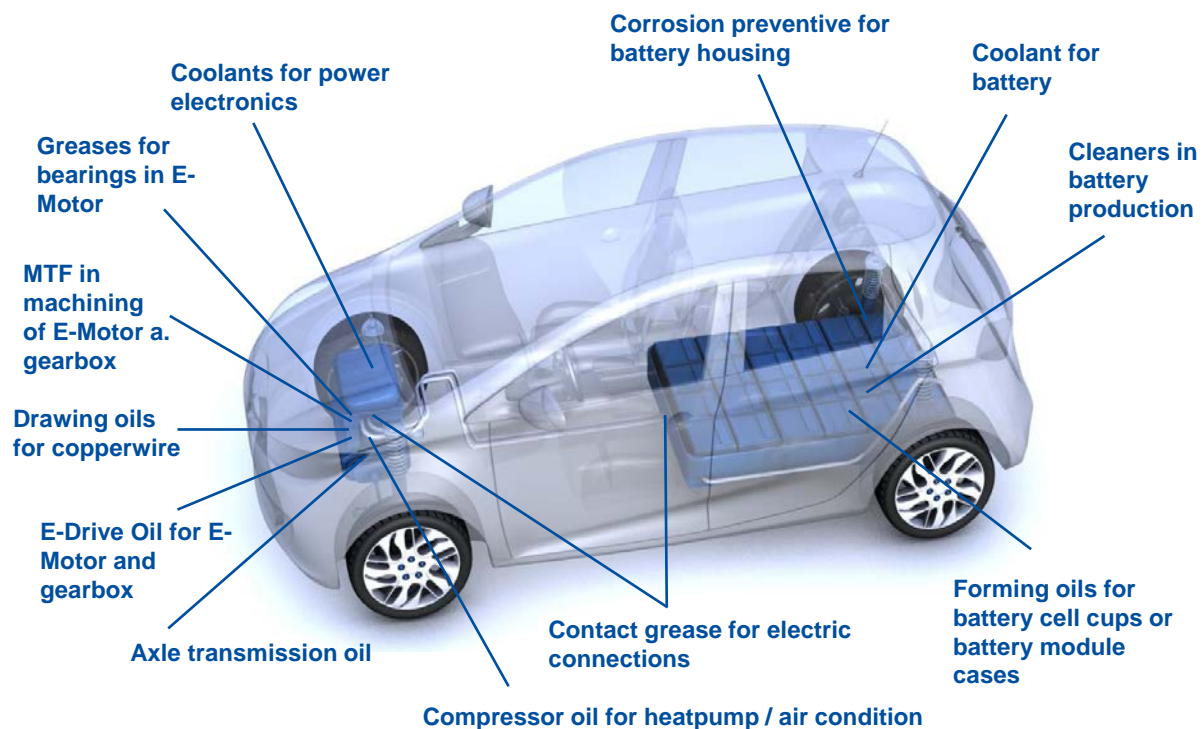 Corrosion preventive for
battery housing
Coolant for
battery
Coolants for power
electronics
Greases for
bearings in E-
Motor
Cleaners in
battery
production
MTF in
machining
of E-Motor a.
gearbox
Drawing oils
for copperwire
E-Drive Oil for E-
Motor and
gearbox
Axle transmission oil
Contact grease for electric
connections
Forming oils for
battery cell cups or
battery module
cases
Compressor oil for heatpump / air condition